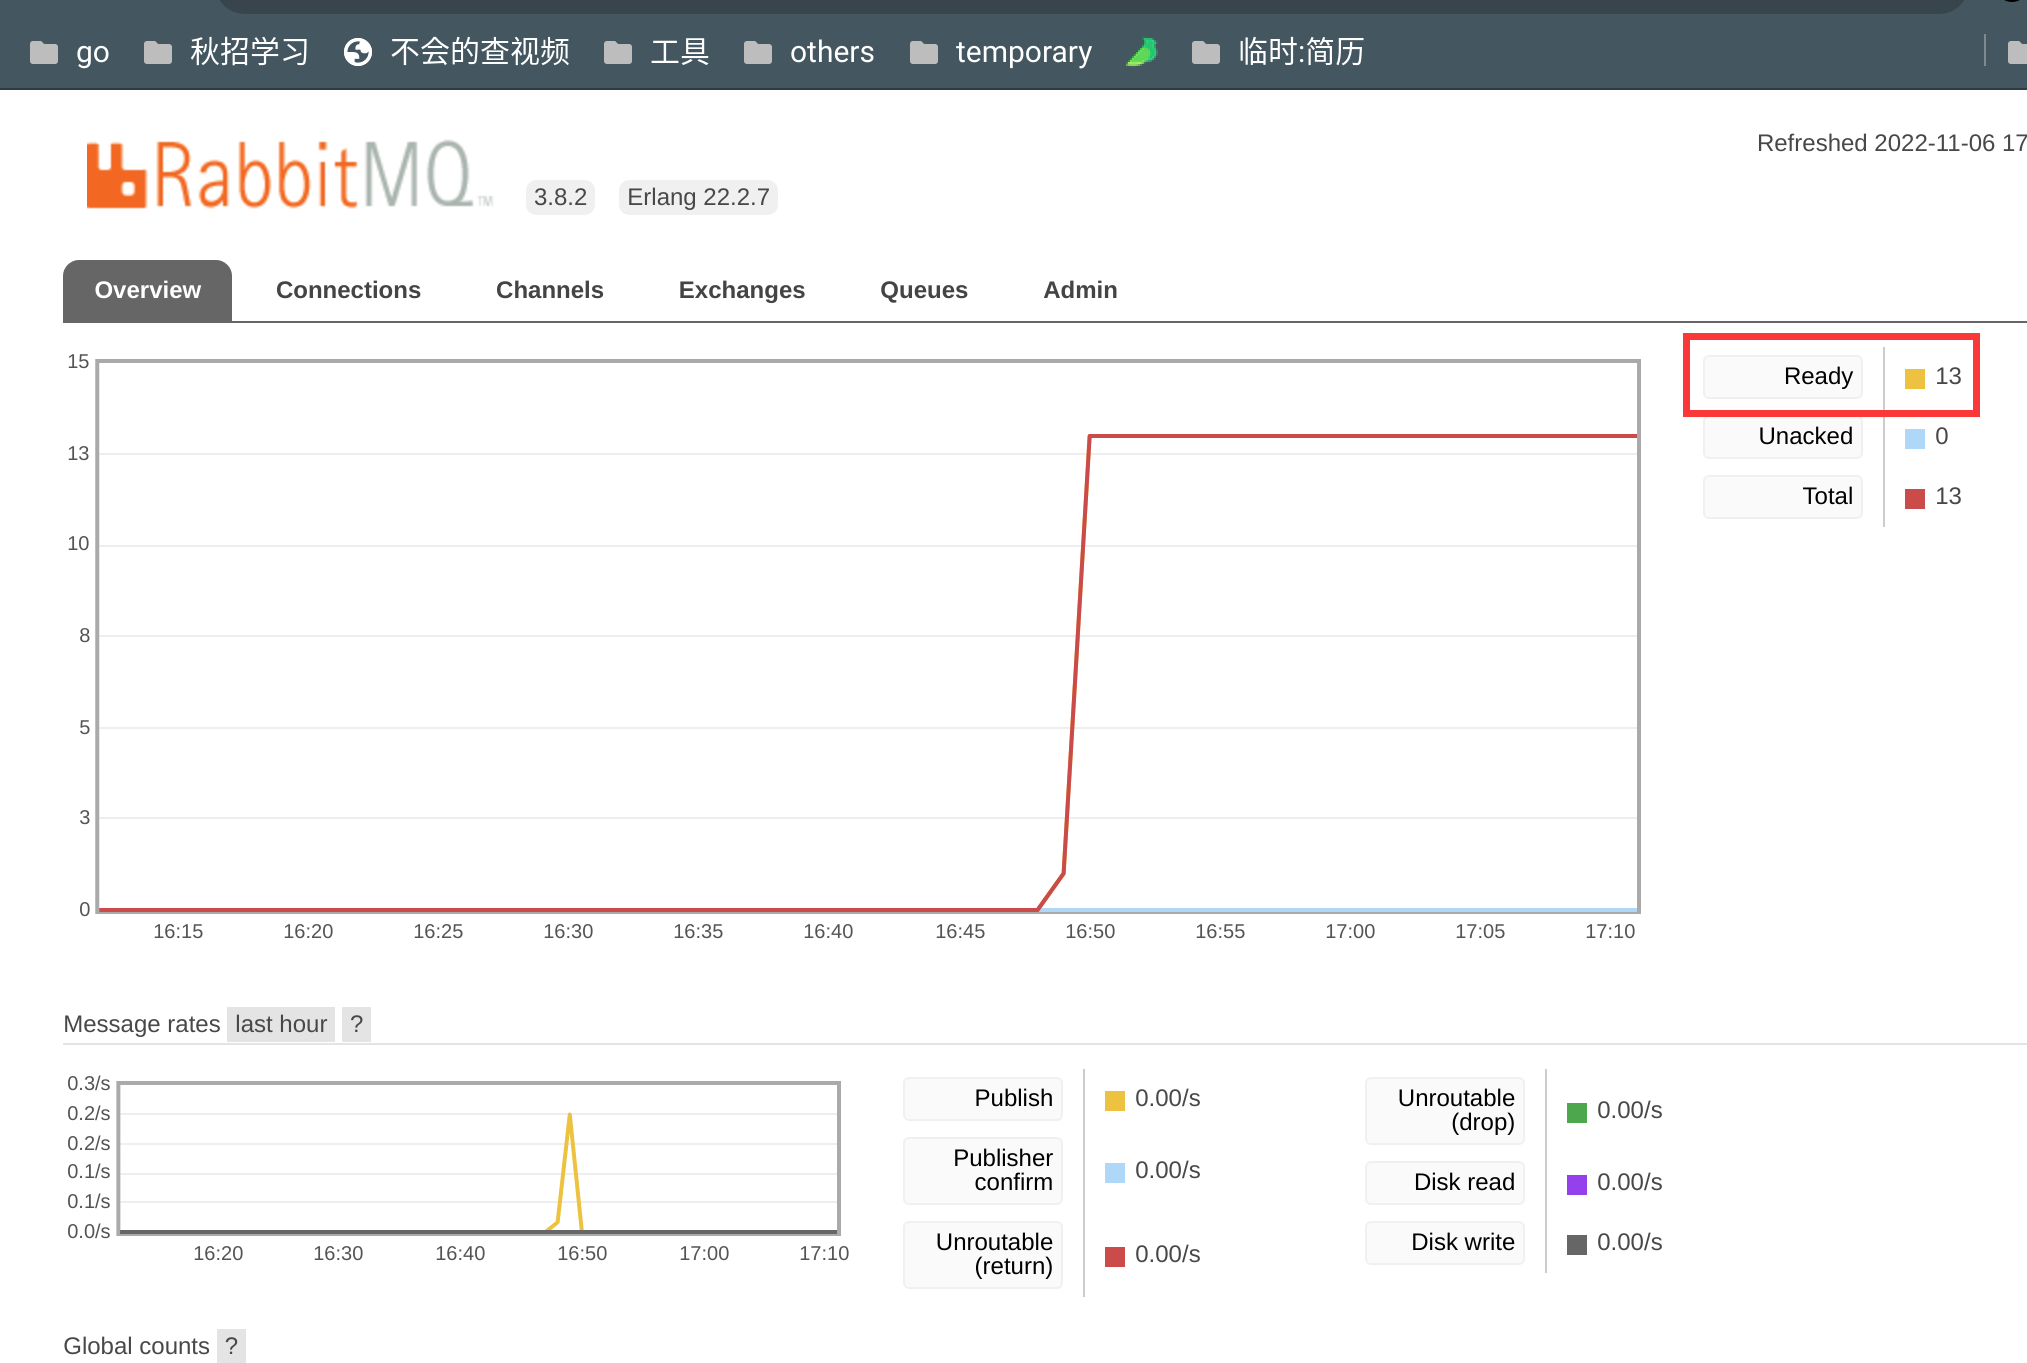 go 秋招学习 不会的查视频 工具 others temporary 临时:简历
Refreshed 2022-11-06 17
RabbitMQ TM 3.8.2 Erlang 22.2.7
Overview Connections Channels Exchanges Queues Admin
15
13
10
8
5
3
0
16:15 16:20 16:25 16:30 16:35 16:40 16:45 16:50 16:55 17:00 17:05 17:10
Ready 13
Unacked 0
Total 13
Message rates last hour ?
0.3/s
0.2/s
0.2/s
0.1/s
0.1/s
0.0/s
16:20 16:30 16:40 16:50 17:00 17:10
Publish 0.00/s
Publisher
confirm 0.00/s
Unroutable
(return) 0.00/s
Unroutable
(drop) 0.00/s
Disk read 0.00/s
Disk write 0.00/s
Global counts ?